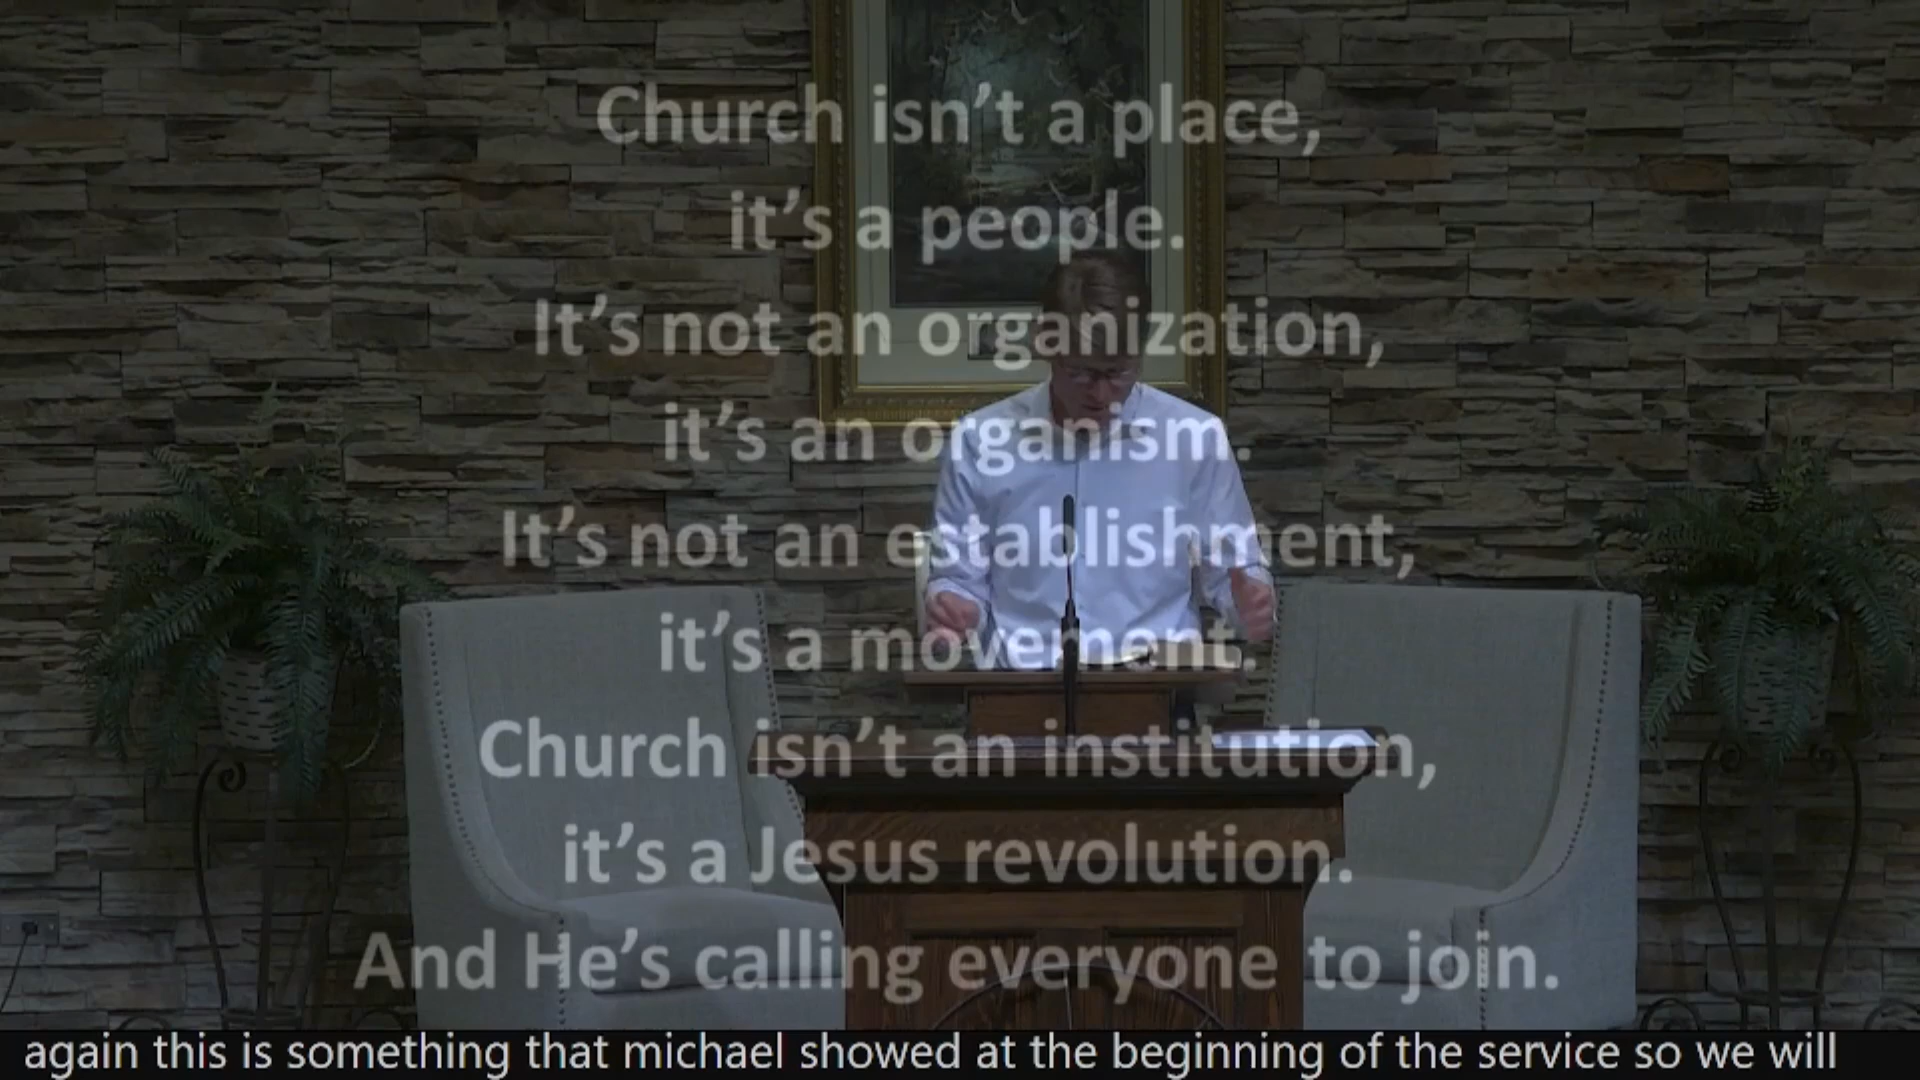 Church isn't a place,
it's a people.
It's not an organization,
it's an organism.
It's not an establishment,
it's a movement.
Church isn't an institution,
it's a Jesus revolution.
And He's calling everyone to join.
again this is something that michael showed at the beginning of the service so we will